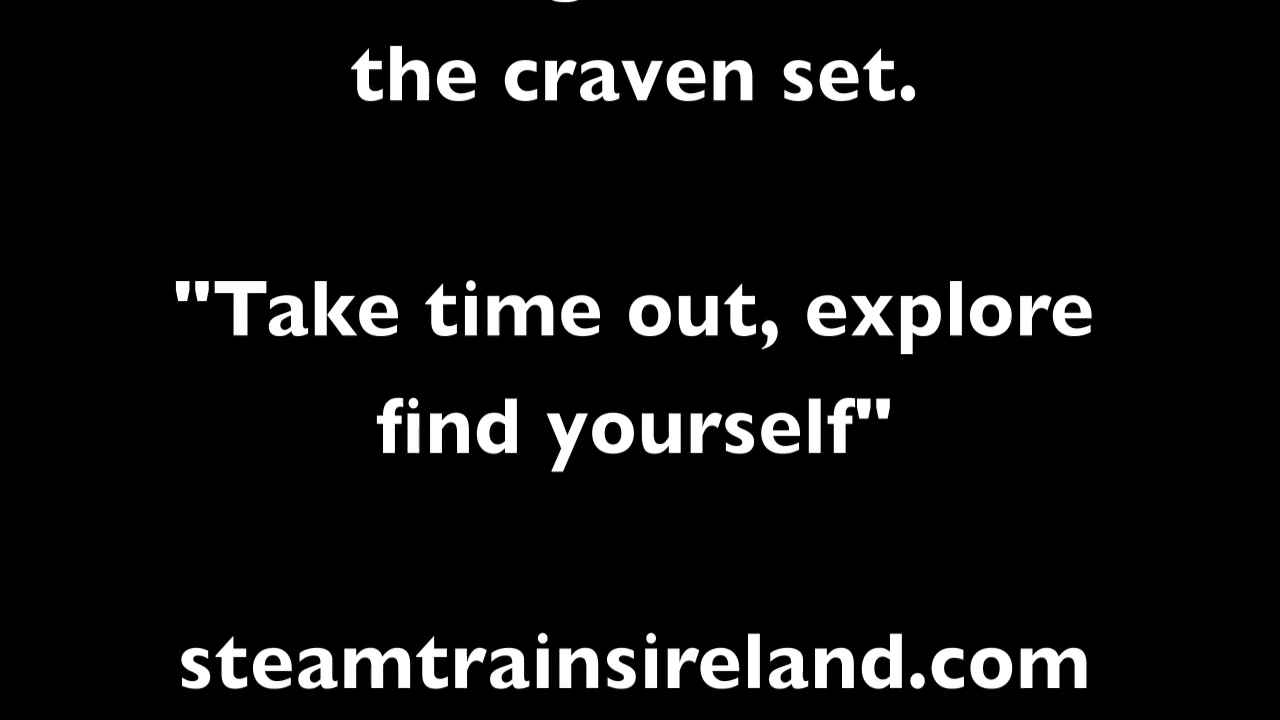 the craven set.
"Take time out, explore
find yourself"
steamtrainsireland.com